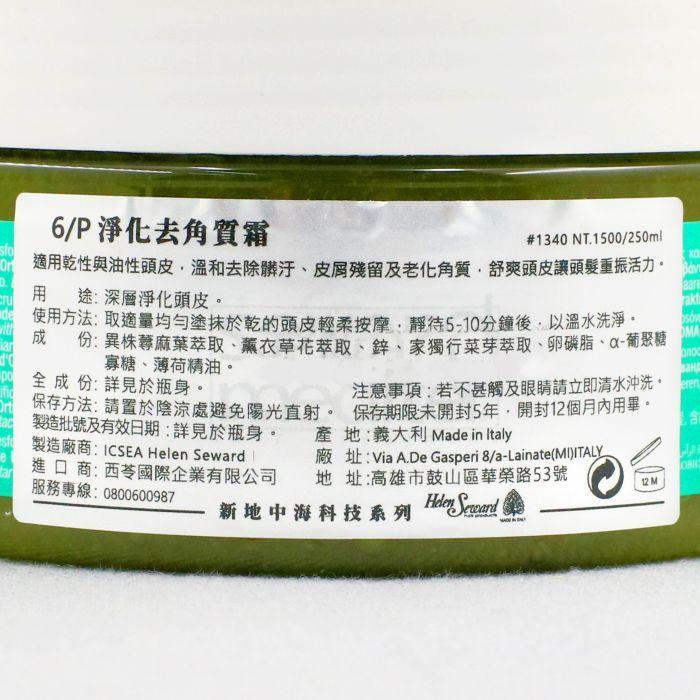 6/P 淨化去角質霜
#1340 NT.1500/250ml
適用乾性與油性頭皮，溫和去除髒汙、皮屑殘留及老化角質，舒爽頭皮讓頭髮重振活力。
用　　途: 深層淨化頭皮。
使用方法: 取適量均勻塗抹於乾的頭皮輕柔按摩，靜待5-10分鐘後，以溫水洗淨。
成　　份: 異株蕁麻葉萃取、薰衣草花萃取、鋅、家獨行菜芽萃取、卵磷脂、α-葡聚糖
寡糖、薄荷精油。
全 成 份: 詳見於瓶身。
注意事項: 若不甚觸及眼睛請立即清水沖洗。
保存方法: 請置於陰涼處避免陽光直射。
保存期限:未開封5年，開封12個月內用畢。
製造批號及有效日期 : 詳見於瓶身。
產　　地:義大利 Made in Italy
製造廠商: ICSEA Helen Seward
廠　　址: Via A.De Gasperi 8/a-Lainate(MI)ITALY
進 口 商: 西苓國際企業有限公司
地　　址:高雄市鼓山區華榮路53號
服務專線: 0800600987
12 M
新地中海科技系列
Helen Seward
HAIR PRODUCTS
MADE IN ITALY